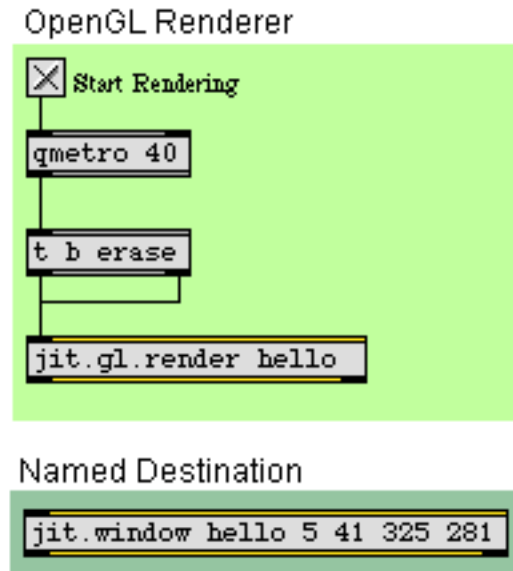 OpenGL Renderer
Start Rendering
qmetro 40
t b erase
jit.gl.render hello
Named Destination
jit.window hello 5 41 325 281